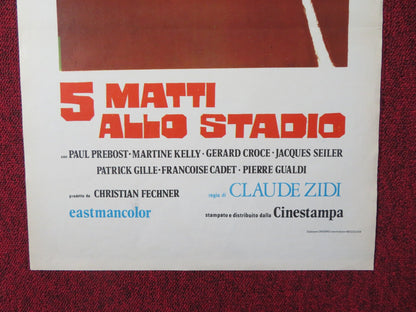 5 MATTI
ALLO STADIO
con PAUL PREBOST · MARTINE KELLY · GERARD CROCE · JACQUES SEILER
PATRICK GILLE · FRANCOISE CADET · PIERRE GUALDI
prodotto da CHRISTIAN FECHNER regia di CLAUDE ZIDI
eastmancolor stampato e distribuito dalla Cinestampa